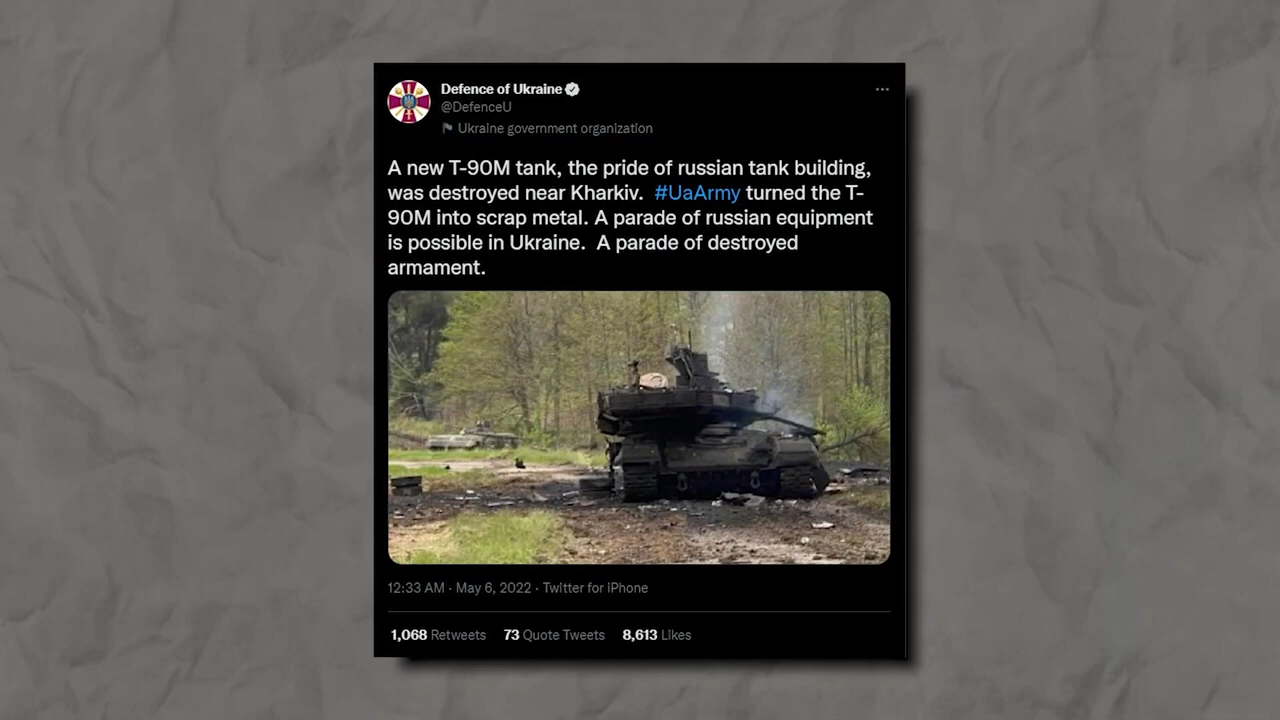 Defence of Ukraine
@DefenceU
Ukraine government organization
A new T-90M tank, the pride of russian tank building,
was destroyed near Kharkiv. #UaArmy turned the T-
90M into scrap metal. A parade of russian equipment
is possible in Ukraine. A parade of destroyed
armament.
12:33 AM · May 6, 2022 · Twitter for iPhone
1,068 Retweets 73 Quote Tweets 8,613 Likes